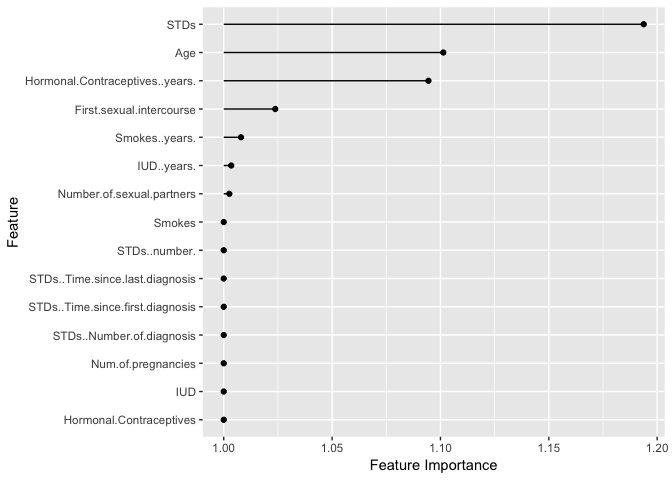 STDs
Age
Hormonal.Contraceptives..years.
First.sexual.intercourse
Smokes..years.
IUD..years.
Number.of.sexual.partners
Smokes
STDs..number.
STDs..Time.since.last.diagnosis
STDs..Time.since.first.diagnosis
STDs..Number.of.diagnosis
Num.of.pregnancies
IUD
Hormonal.Contraceptives
Feature
1.00 1.05 1.10 1.15 1.20
Feature Importance